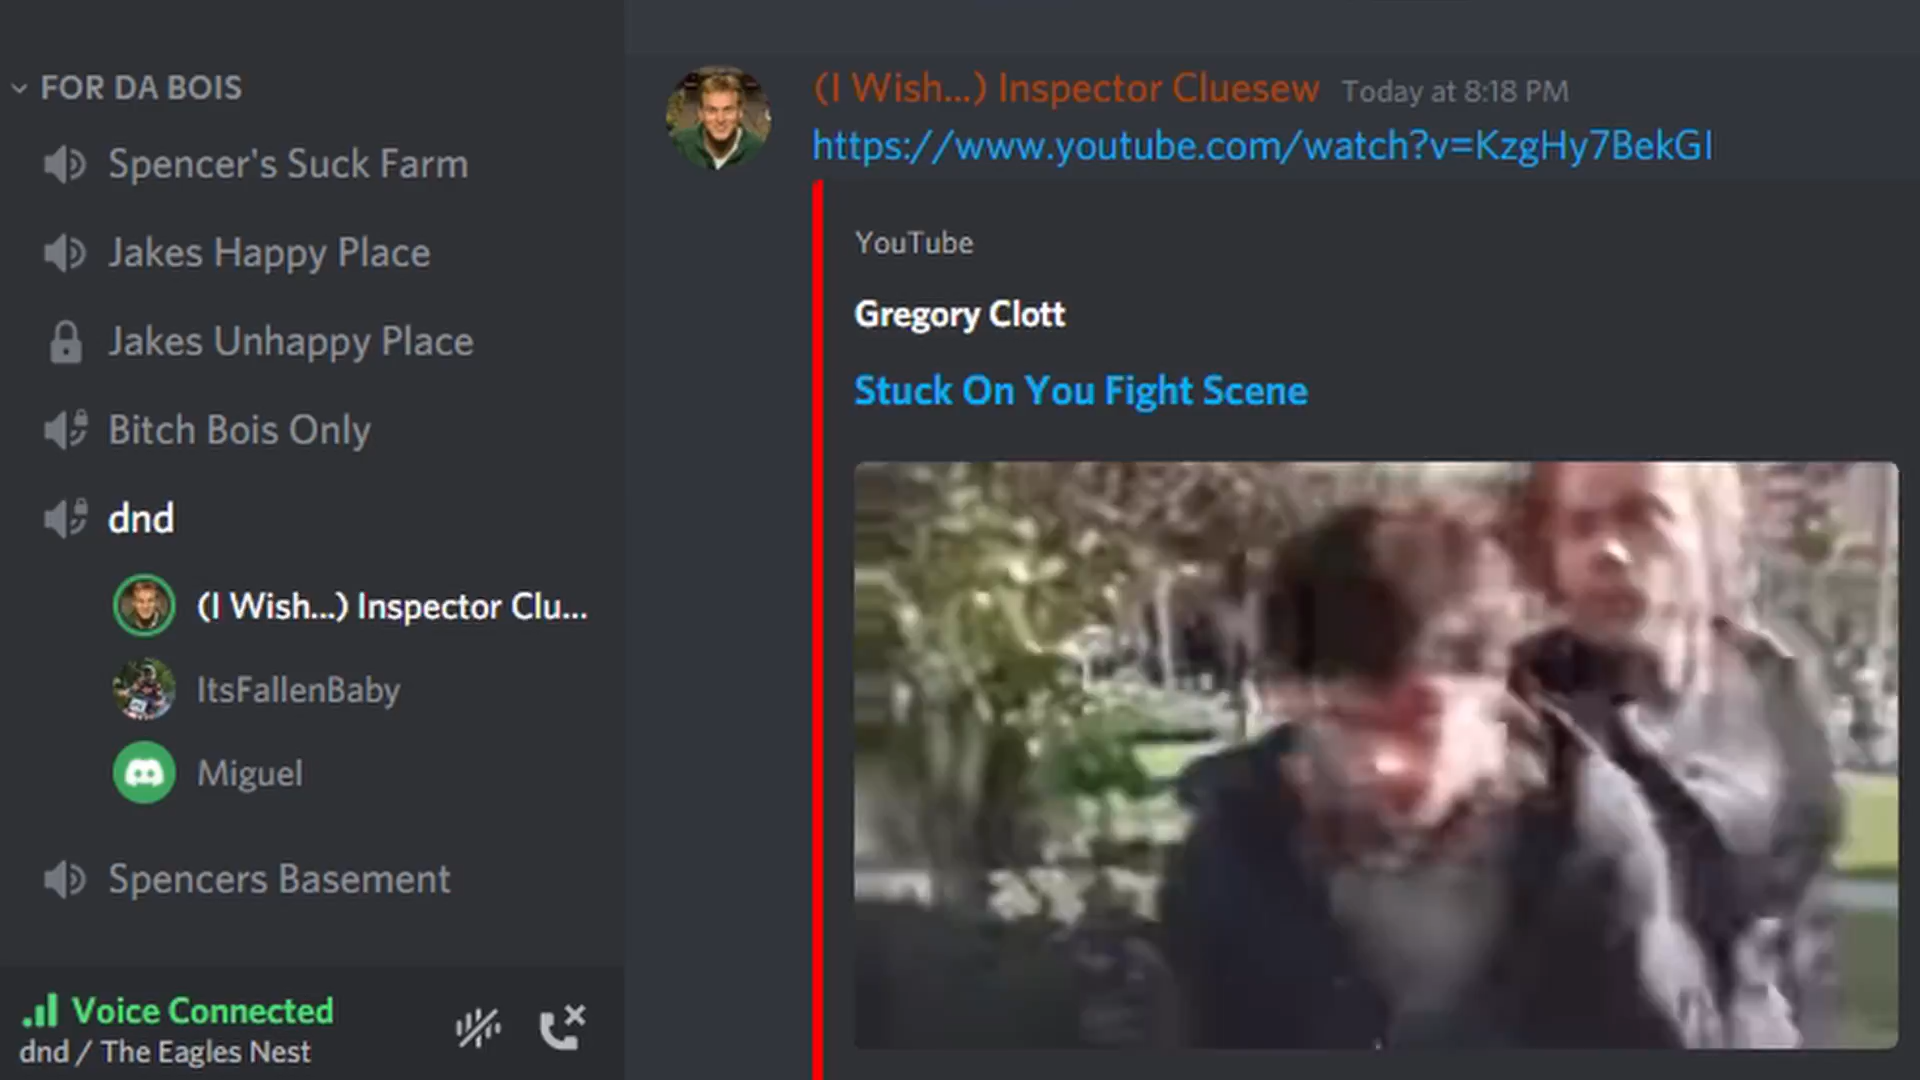 FOR DA BOIS
Spencer's Suck Farm
Jakes Happy Place
Jakes Unhappy Place
Bitch Bois Only
dnd
(I Wish...) Inspector Clu...
ItsFallenBaby
Miguel
Spencers Basement
Voice Connected
dnd / The Eagles Nest
(I Wish...) Inspector Cluesew Today at 8:18 PM
https://www.youtube.com/watch?v=KzgHy7BekGI
YouTube
Gregory Clott
Stuck On You Fight Scene